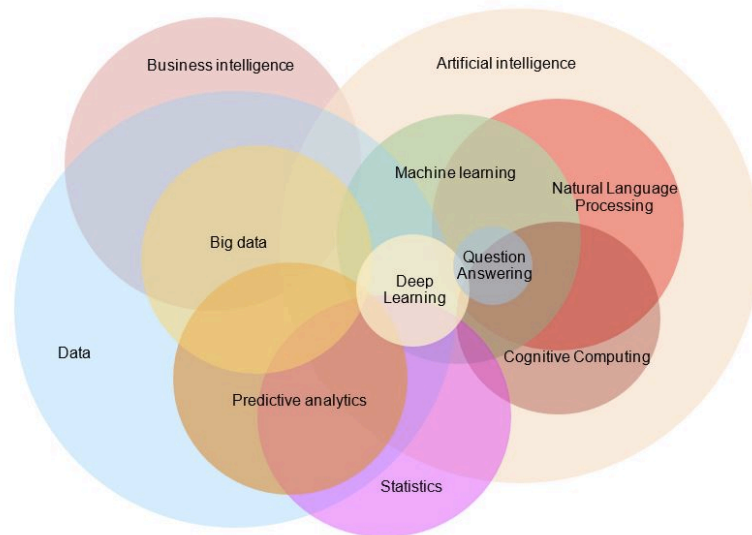 Business intelligence
Artificial intelligence
Machine learning
Natural Language
Processing
Big data
Question
Answering
Deep
Learning
Data
Cognitive Computing
Predictive analytics
Statistics